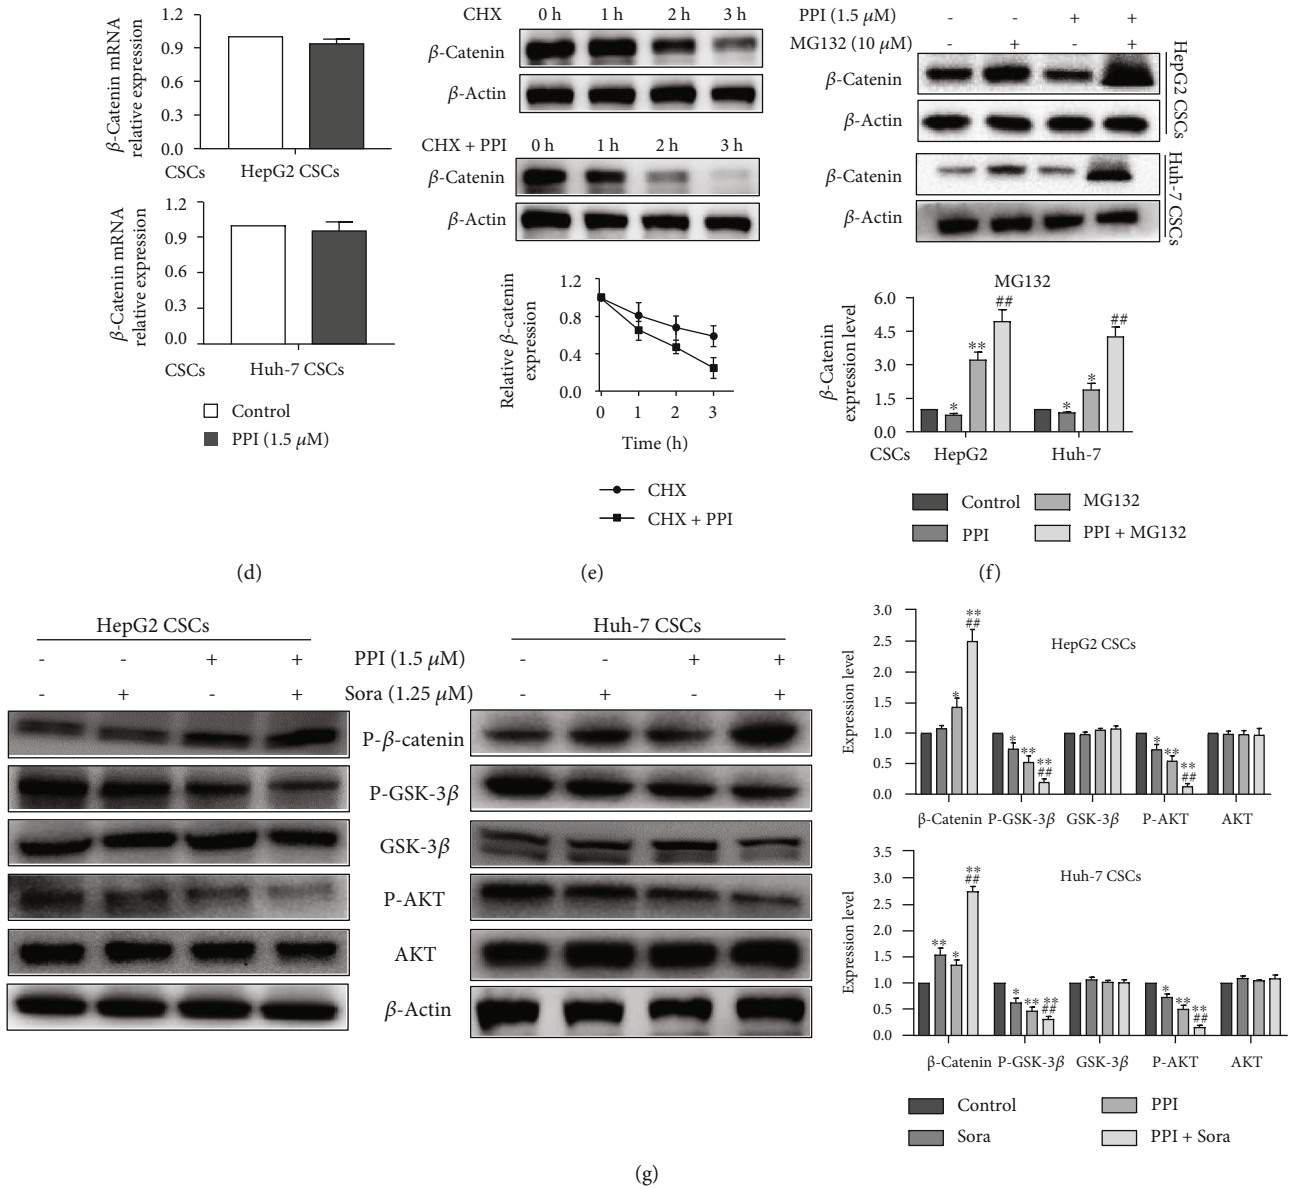 β-Catenin mRNA
relative expression
1.2
0.9
0.6
0.3
0.0
CSCs HepG2 CSCs
β-Catenin mRNA
relative expression
1.2
0.9
0.6
0.3
0.0
CSCs Huh-7 CSCs
Control
PPI (1.5 μM)
(d)
CHX 0 h 1 h 2 h 3 h
β-Catenin
β-Actin
CHX + PPI 0 h 1 h 2 h 3 h
β-Catenin
β-Actin
Relative β-catenin
expression
1.2
0.8
0.4
0.0
0 1 2 3
Time (h)
CHX
CHX + PPI
(e)
PPI (1.5 μM) - - + +
MG132 (10 μM) - + - +
β-Catenin
β-Actin
HepG2 CSCs
β-Catenin
β-Actin
Huh-7 CSCs
MG132
β-Catenin
expression level
6.0
4.5
3.0
1.5
0.0
* ** ##
* * ##
CSCs HepG2 Huh-7
Control MG132
PPI PPI + MG132
(f)
HepG2 CSCs Huh-7 CSCs
- - + + PPI (1.5 μM) - - + +
- + - + Sora (1.25 μM) - + - +
P-β-catenin
P-GSK-3β
GSK-3β
P-AKT
AKT
β-Actin
Expression level
3.0
2.5
2.0
1.5
1.0
0.5
0.0
HepG2 CSCs
* **
##
* ** **
##
* ** **
##
β-Catenin P-GSK-3β GSK-3β P-AKT AKT
Expression level
3.5
3.0
2.5
2.0
1.5
1.0
0.5
0.0
Huh-7 CSCs
** * **
##
* ** **
##
* ** **
##
β-Catenin P-GSK-3β GSK-3β P-AKT AKT
Control PPI
Sora PPI + Sora
(g)